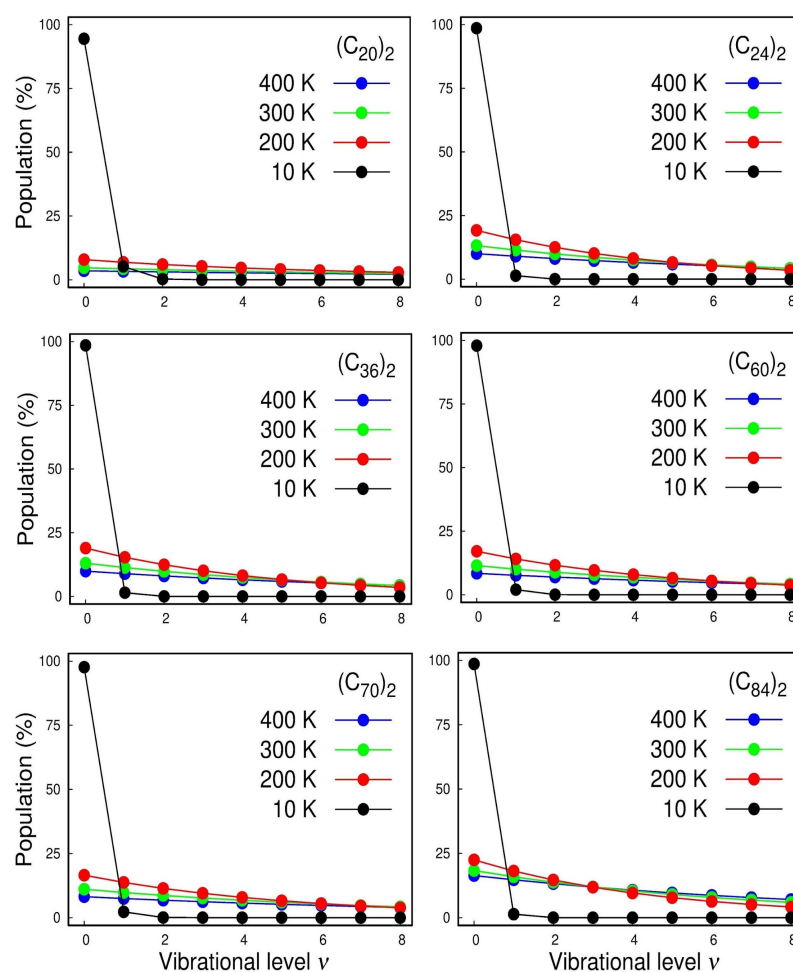 100
75
50
25
0
Population (%)
(C₂₀)₂
400 K
300 K
200 K
10 K
0 2 4 6 8
100
75
50
25
0
(C₂₄)₂
400 K
300 K
200 K
10 K
0 2 4 6 8
100
75
50
25
0
Population (%)
(C₃₆)₂
400 K
300 K
200 K
10 K
0 2 4 6 8
100
75
50
25
0
(C₆₀)₂
400 K
300 K
200 K
10 K
0 2 4 6 8
100
75
50
25
0
Population (%)
(C₇₀)₂
400 K
300 K
200 K
10 K
0 2 4 6 8
Vibrational level ν
100
75
50
25
0
(C₈₄)₂
400 K
300 K
200 K
10 K
0 2 4 6 8
Vibrational level ν